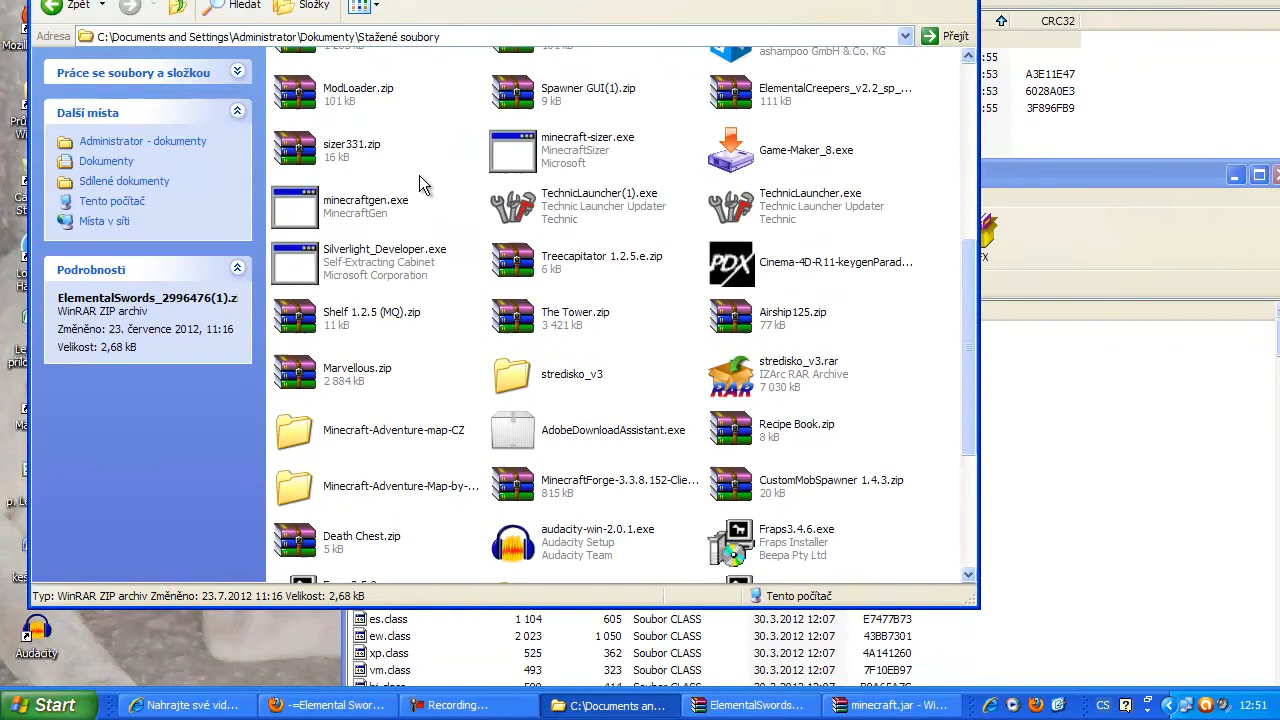 Zpět
Hledat
Složky
Adresa
C:\Documents and Settings\Administrator\Dokumenty\Stažené soubory
Přejít
CRC32
:55 A3E11E47
:55 6028A0E3
:55 3F896FB9
Práce se soubory a složkou
Další místa
Administrator - dokumenty
Dokumenty
Sdílené dokumenty
Tento počítač
Místa v síti
Podrobnosti
ElementalSwords_2996476(1).z
WinRAR ZIP archiv
Změněno: 23. července 2012, 11:16
Velikost: 2,68 kB
ashampoo GmbH & Co. KG
ModLoader.zip
101 kB
Spawner GUI(1).zip
9 kB
ElementalCreepers_v2.2_sp_...
111 kB
sizer331.zip
16 kB
minecraft-sizer.exe
MinecraftSizer
Microsoft
Game-Maker_8.exe
minecraftgen.exe
MinecraftGen
TechnicLauncher(1).exe
Technic Launcher Updater
Technic
TechnicLauncher.exe
Technic Launcher Updater
Technic
Silverlight_Developer.exe
Self-Extracting Cabinet
Microsoft Corporation
Treecapitator 1.2.5.e.zip
6 kB
PDX
Cinema-4D-R11-keygenParad...
Shelf 1.2.5 (MQ).zip
11 kB
The Tower.zip
3 421 kB
Airship125.zip
77 kB
Marvellous.zip
2 884 kB
stredisko_v3
RAR
stredisko_v3.rar
IZArc RAR Archive
7 030 kB
Minecraft-Adventure-map-CZ
AdobeDownloadAssistant.exe
Recipe Book.zip
8 kB
Minecraft-Adventure-Map-by-...
MinecraftForge-3.3.8.152-Clie...
815 kB
CustomMobSpawner 1.4.3.zip
20 kB
Death Chest.zip
5 kB
audacity-win-2.0.1.exe
Audacity Setup
Audacity Team
Fraps3.4.6.exe
Fraps Installer
Beepa Pty Ltd
Typ: WinRAR ZIP archiv Změněno: 23.7.2012 11:16 Velikost: 2,68 kB
Tento počítač
es.class 1 104 605 Soubor CLASS 30.3.2012 12:07 E7477B73
ew.class 2 023 1 050 Soubor CLASS 30.3.2012 12:07 43BB7301
xp.class 525 362 Soubor CLASS 30.3.2012 12:07 4A141260
vm.class 493 323 Soubor CLASS 30.3.2012 12:07 7F10EB97
Audacity
Start
Nahrajte své vid...
-=Elemental Swor...
Recording...
C:\Documents an...
ElementalSwords...
minecraft.jar - Wi...
CS
12:51